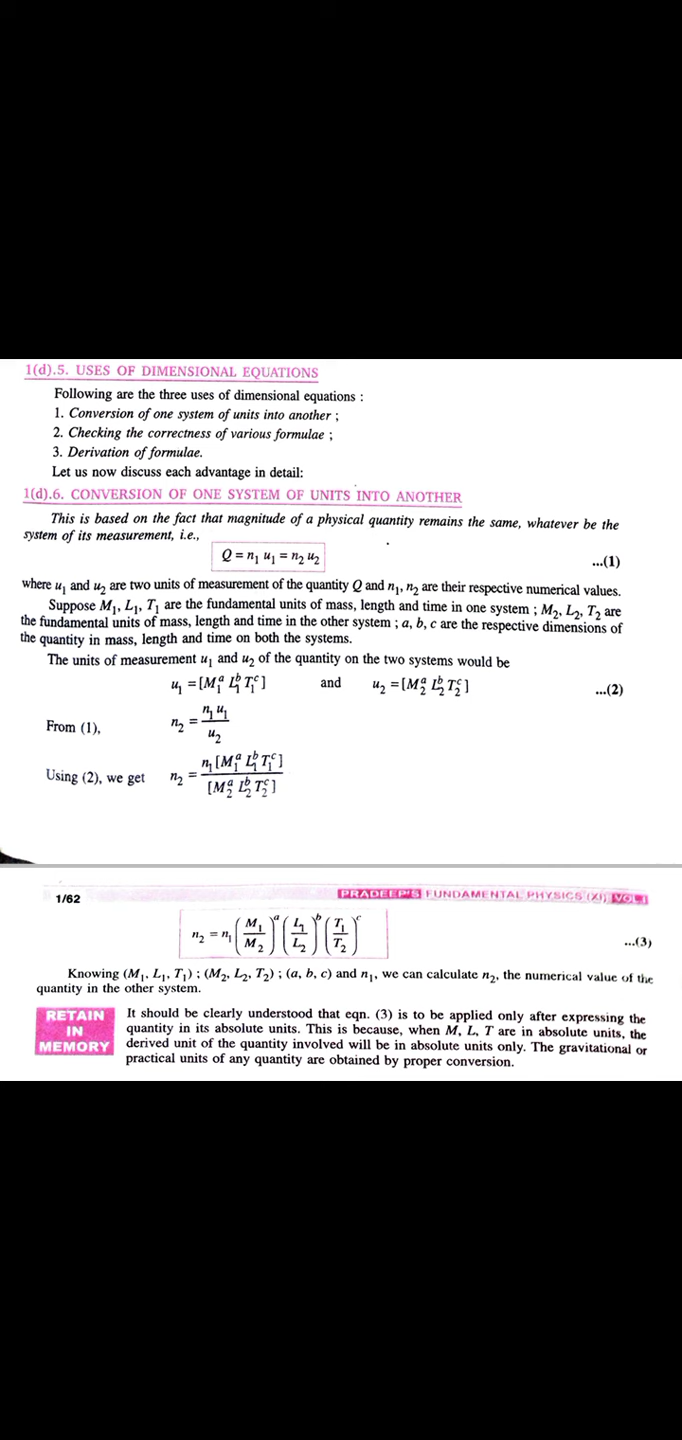 1(d).5. USES OF DIMENSIONAL EQUATIONS
Following are the three uses of dimensional equations :
1. Conversion of one system of units into another ;
2. Checking the correctness of various formulae ;
3. Derivation of formulae.
Let us now discuss each advantage in detail:
1(d).6. CONVERSION OF ONE SYSTEM OF UNITS INTO ANOTHER
This is based on the fact that magnitude of a physical quantity remains the same, whatever be the
system of its measurement, i.e.,
Q = n₁ u₁ = n₂ u₂ ...(1)
where u₁ and u₂ are two units of measurement of the quantity Q and n₁, n₂ are their respective numerical values.
Suppose M₁, L₁, T₁ are the fundamental units of mass, length and time in one system ; M₂, L₂, T₂ are
the fundamental units of mass, length and time in the other system ; a, b, c are the respective dimensions of
the quantity in mass, length and time on both the systems.
The units of measurement u₁ and u₂ of the quantity on the two systems would be
u₁ = [M₁ᵃ L₁ᵇ T₁ᶜ] and u₂ = [M₂ᵃ L₂ᵇ T₂ᶜ] ...(2)
From (1), n₂ = n₁ u₁ / u₂
Using (2), we get n₂ = n₁ [M₁ᵃ L₁ᵇ T₁ᶜ] / [M₂ᵃ L₂ᵇ T₂ᶜ]
1/62 PRADEEP'S FUNDAMENTAL PHYSICS (XI) VOL I
n₂ = n₁ (M₁/M₂)ᵃ (L₁/L₂)ᵇ (T₁/T₂)ᶜ ...(3)
Knowing (M₁, L₁, T₁) ; (M₂, L₂, T₂) ; (a, b, c) and n₁, we can calculate n₂, the numerical value of the
quantity in the other system.
RETAIN
IN
MEMORY
It should be clearly understood that eqn. (3) is to be applied only after expressing the
quantity in its absolute units. This is because, when M, L, T are in absolute units, the
derived unit of the quantity involved will be in absolute units only. The gravitational or
practical units of any quantity are obtained by proper conversion.